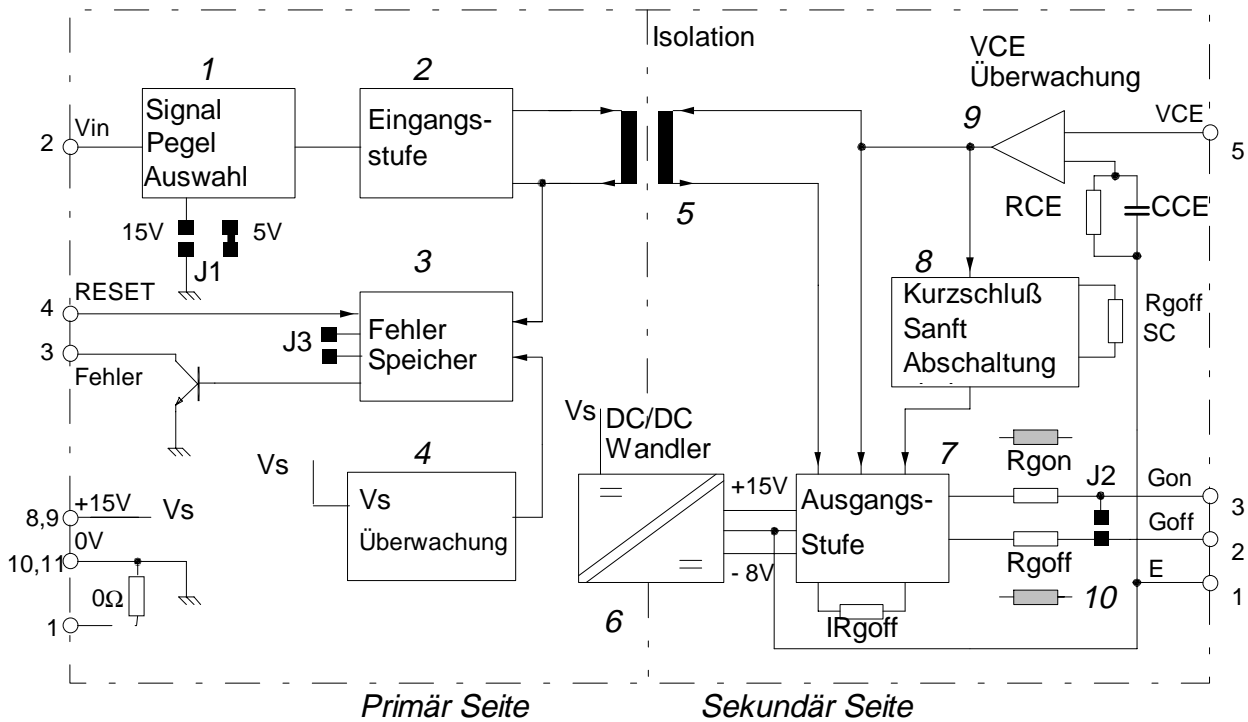 Isolation
VCE
Überwachung
1
2
Signal
Pegel
Auswahl
Eingangs-
stufe
2
Vin
9
VCE
5
5
RCE
CCE
15V
5V
J1
3
8
RESET
4
Fehler
Speicher
J3
Kurzschluß
Sanft
Abschaltung
Rgoff
SC
3
Fehler
Vs
DC/DC
Wandler
4
7
Rgon
J2
Vs
Vs
Überwachung
+15V
Ausgangs-
Stufe
Gon
3
8,9
+15V
Vs
0V
Goff
2
10,11
- 8V
Rgoff
E
1
0Ω
6
IRgoff
10
1
Primär Seite
Sekundär Seite